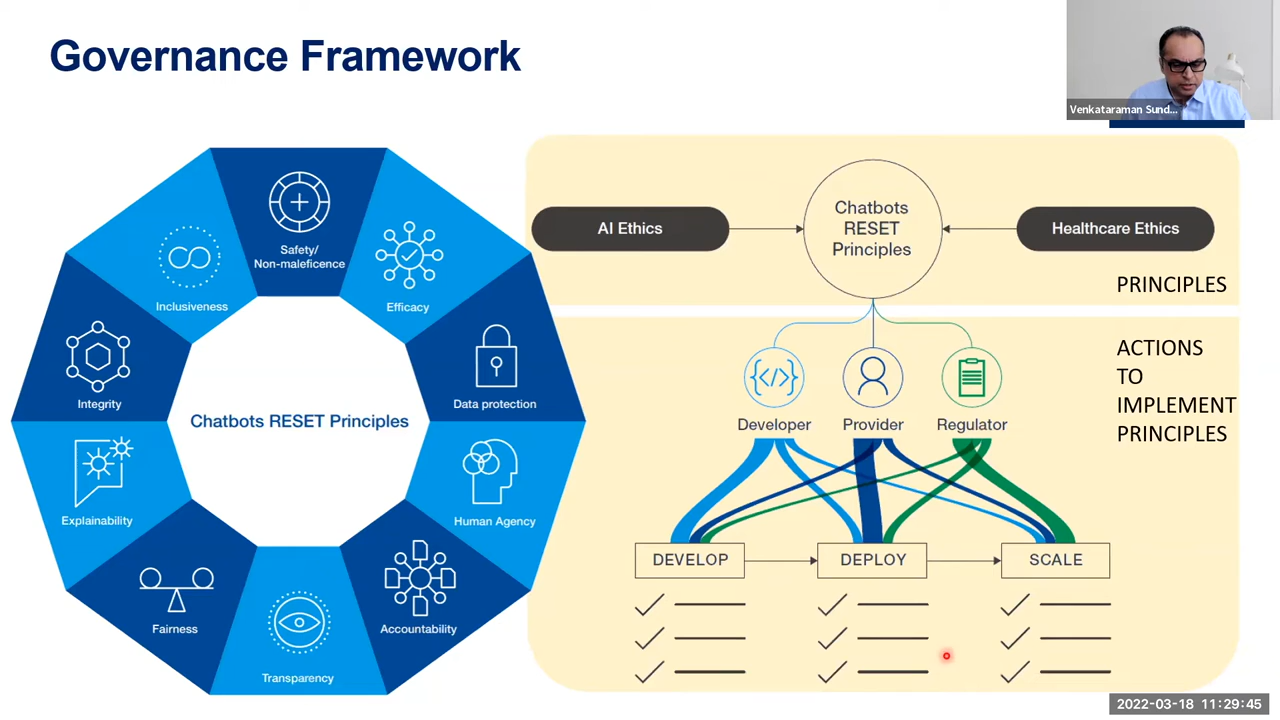 Governance Framework
Venkataraman Sund...
Safety/
Non-maleficence
Efficacy
Data protection
Human Agency
Accountability
Transparency
Fairness
Explainability
Integrity
Inclusiveness
Chatbots RESET Principles
AI Ethics
Chatbots
RESET
Principles
Healthcare Ethics
PRINCIPLES
ACTIONS
TO
IMPLEMENT
PRINCIPLES
Developer
Provider
Regulator
DEVELOP
DEPLOY
SCALE
2022-03-18 11:29:45